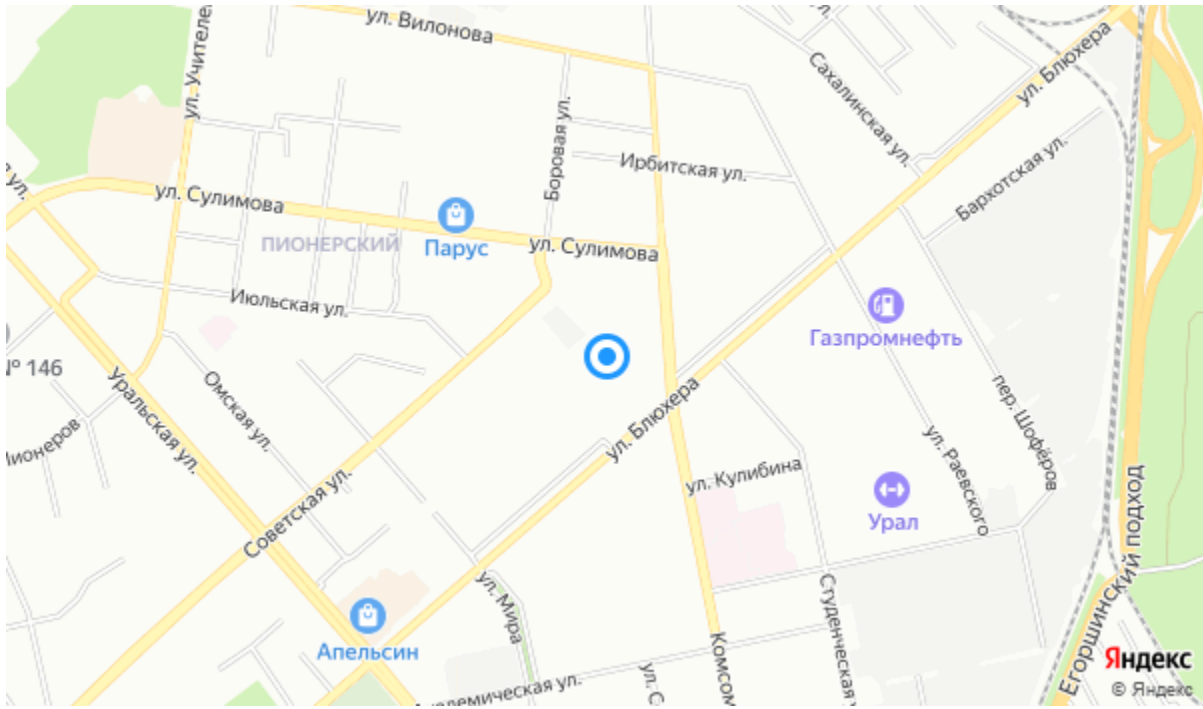 ул. Вилонова
ул. Блюхера
ул. Учителей
Сахалинская ул.
Боровая ул.
Ирбитская ул.
Бархотская ул.
ул. Сулимова
ПИОНЕРСКИЙ
Парус
ул. Сулимова
Июльская ул.
Газпромнефть
№ 146
Уральская ул.
Омская ул.
пер. Шофёров
ул. Блюхера
ул. Раевского
ул. Кулибина
Урал
Советская ул.
Егоршинский подход
ул. Мира
Студенческая
Апельсин
Комсом
Яндекс
© Яндекс